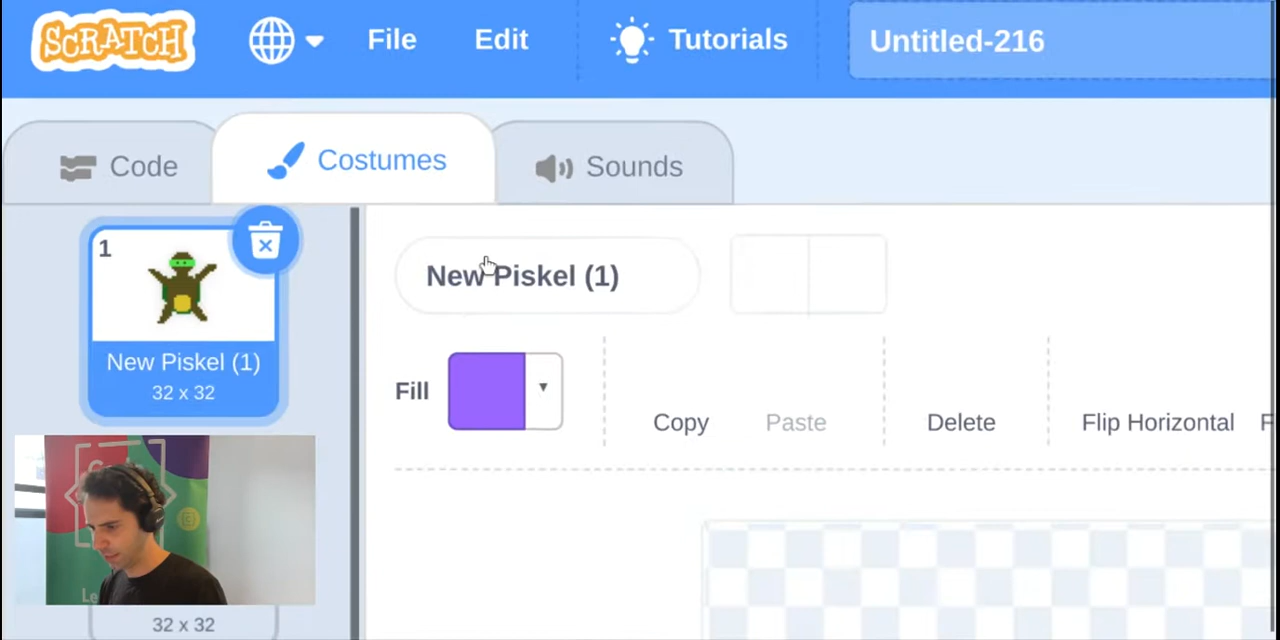 SCRATCH
File
Edit
Tutorials
Untitled-216
Code
Costumes
Sounds
1
New Piskel (1)
32 x 32
New Piskel (1)
Fill
Copy
Paste
Delete
Flip Horizontal
F
Le
32 x 32